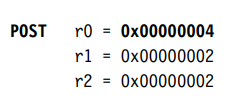 POST r0 = 0x00000004
r1 = 0x00000002
r2 = 0x00000002